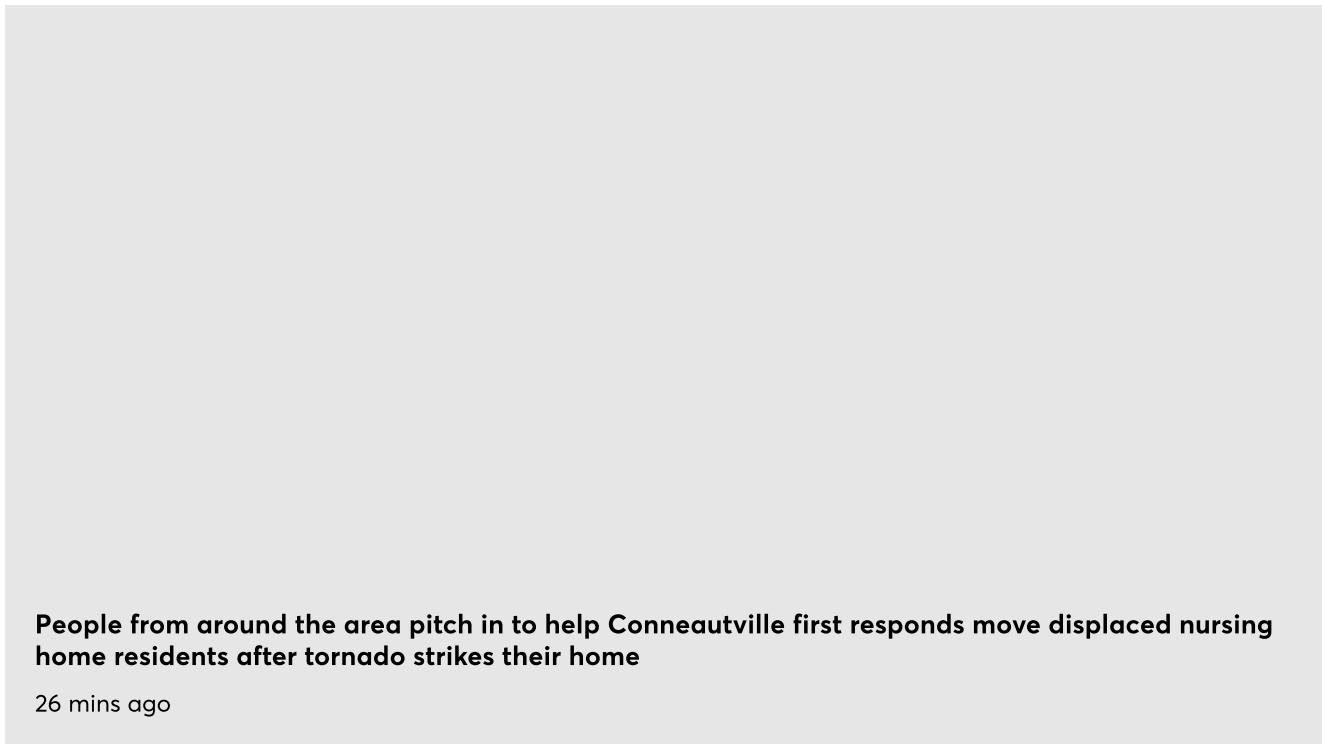 People from around the area pitch in to help Conneautville first responds move displaced nursing
home residents after tornado strikes their home
26 mins ago